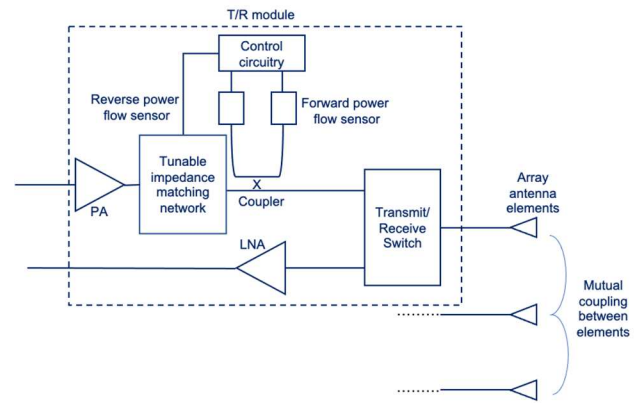 T/R module
Control
circuitry
Reverse power
flow sensor
Forward power
flow sensor
Tunable
impedance
matching
network
PA
X
Coupler
LNA
Transmit/
Receive
Switch
Array
antenna
elements
Mutual
coupling
between
elements